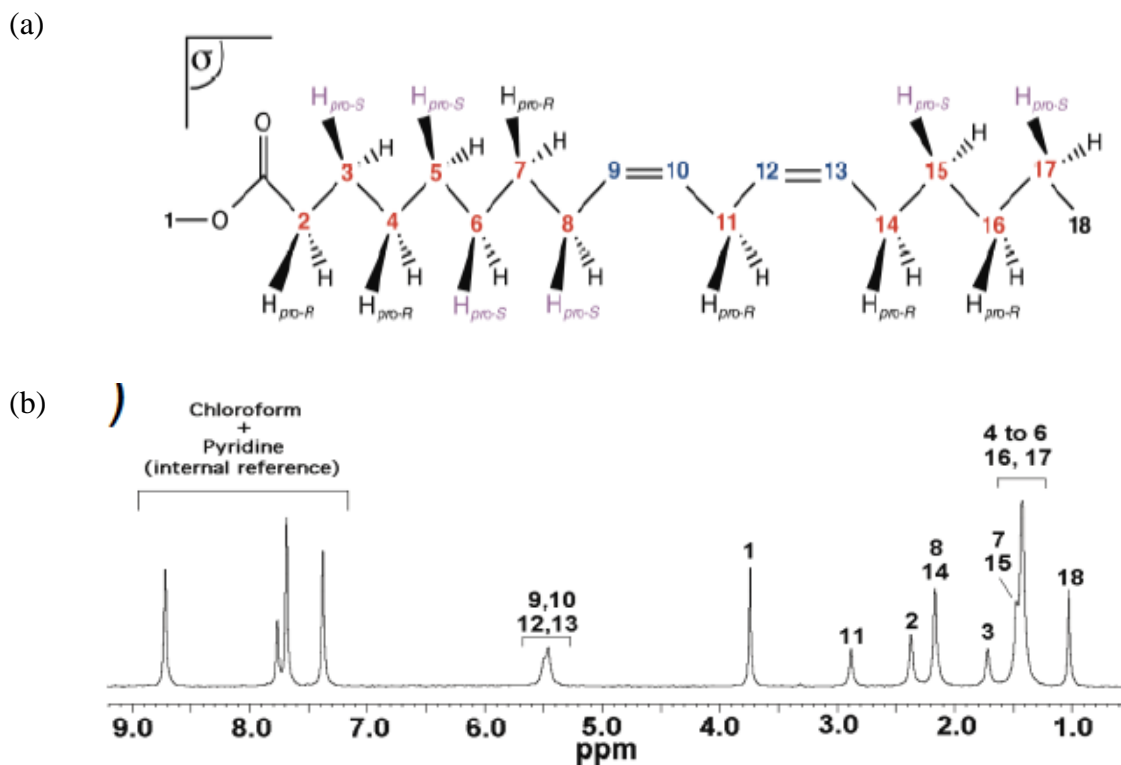 (a)
σ
H pro-S
H pro-S
H pro-R
H pro-S
H pro-S
O
H
H
H
H
H
3
5
7
9
10
12
13
15
17
1
O
2
4
6
8
11
14
16
18
H
H
H
H
H
H
H
H pro-R
H pro-R
H pro-S
H pro-S
H pro-R
H pro-R
H pro-R
(b)
)
Chloroform
+
Pyridine
(internal reference)
4 to 6
16, 17
9,10
12,13
1
11
2
8
14
3
7
15
18
9.0 8.0 7.0 6.0 5.0 4.0 3.0 2.0 1.0
ppm